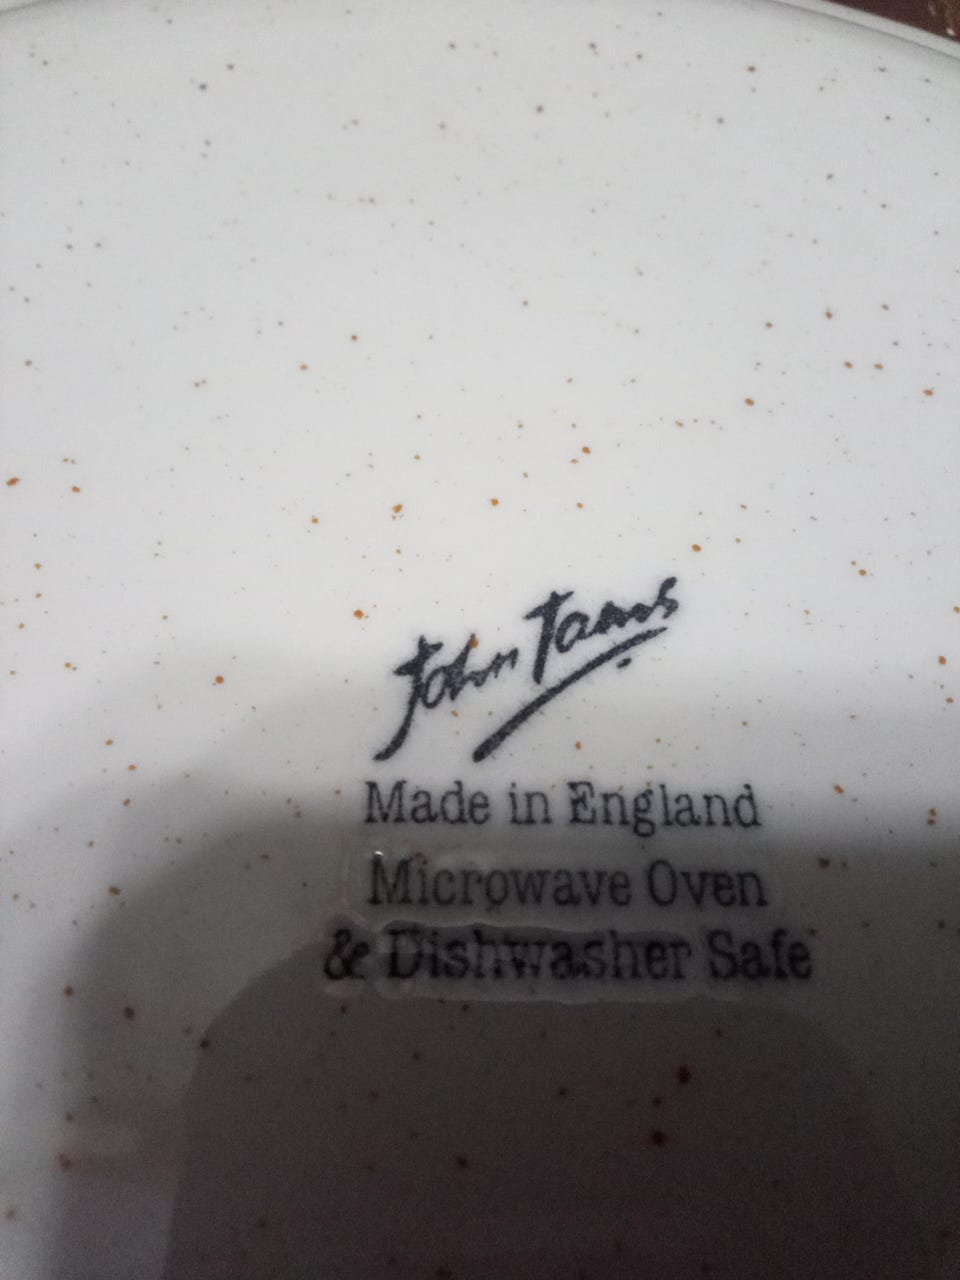 John Tams
Made in England
Microwave Oven
& Dishwasher Safe